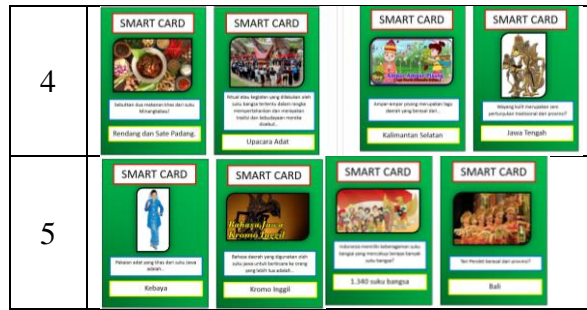 4
SMART CARD
Sebutkan dua makanan khas dari suku
Minangkabau!
Rendang dan Sate Padang.
SMART CARD
Ritual atau kegiatan yang dilakukan oleh
suku bangsa tertentu dalam rangka
mempertahankan dan merayakan
tradisi dan kebudayaan mereka
disebut...
Upacara Adat
SMART CARD
Ampar Ampar Pisang
Ampar-ampar pisang merupakan lagu
daerah yang berasal dari...
Kalimantan Selatan
SMART CARD
Wayang kulit merupakan seni
pertunjukan tradisional dari provinsi?
Jawa Tengah
5
SMART CARD
Pakaian adat yang khas dari suku Jawa
adalah...
Kebaya
SMART CARD
Bahasa Jawa
Kromo Inggil
Bahasa daerah yang digunakan oleh
suku Jawa untuk berbicara ke orang
yang lebih tua adalah...
Kromo Inggil
SMART CARD
Indonesia memiliki keberagaman suku
bangsa yang mencakup berapa banyak
suku bangsa?
1.340 suku bangsa
SMART CARD
Tari Pendet berasal dari provinsi?
Bali